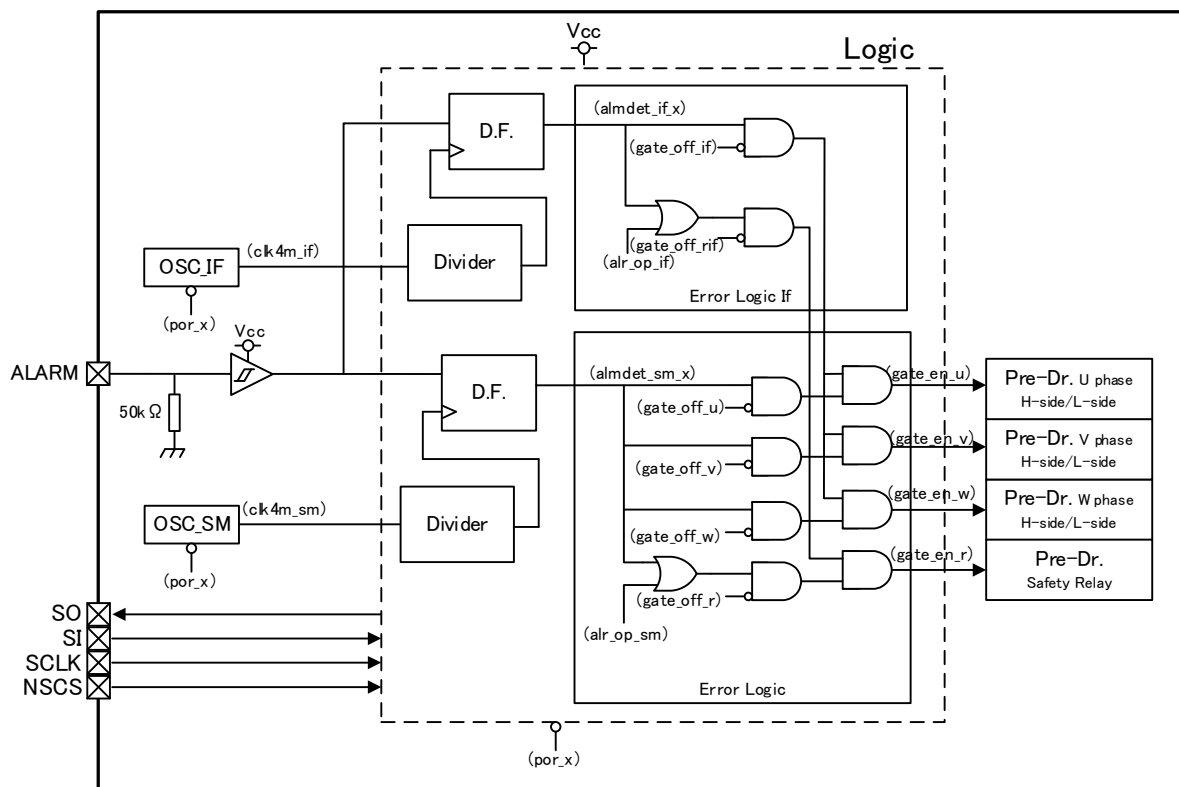 Vcc
Logic
(almdet_if_x)
D.F.
(gate_off_if)
(clk4m_if)
OSC_IF
Divider
(gate_off_rif)
(alr_op_if)
Error Logic If
(por_x)
Vcc
ALARM
50kΩ
D.F.
(almdet_sm_x)
(gate_off_u)
(gate_en_u)
Pre-Dr. U phase
H-side/L-side
(gate_off_v)
(gate_en_v)
Pre-Dr. V phase
H-side/L-side
(clk4m_sm)
OSC_SM
Divider
(gate_off_w)
(gate_en_w)
Pre-Dr. W phase
H-side/L-side
(por_x)
(gate_off_r)
(gate_en_r)
Pre-Dr.
Safety Relay
(alr_op_sm)
SO
SI
SCLK
NSCS
Error Logic
(por_x)